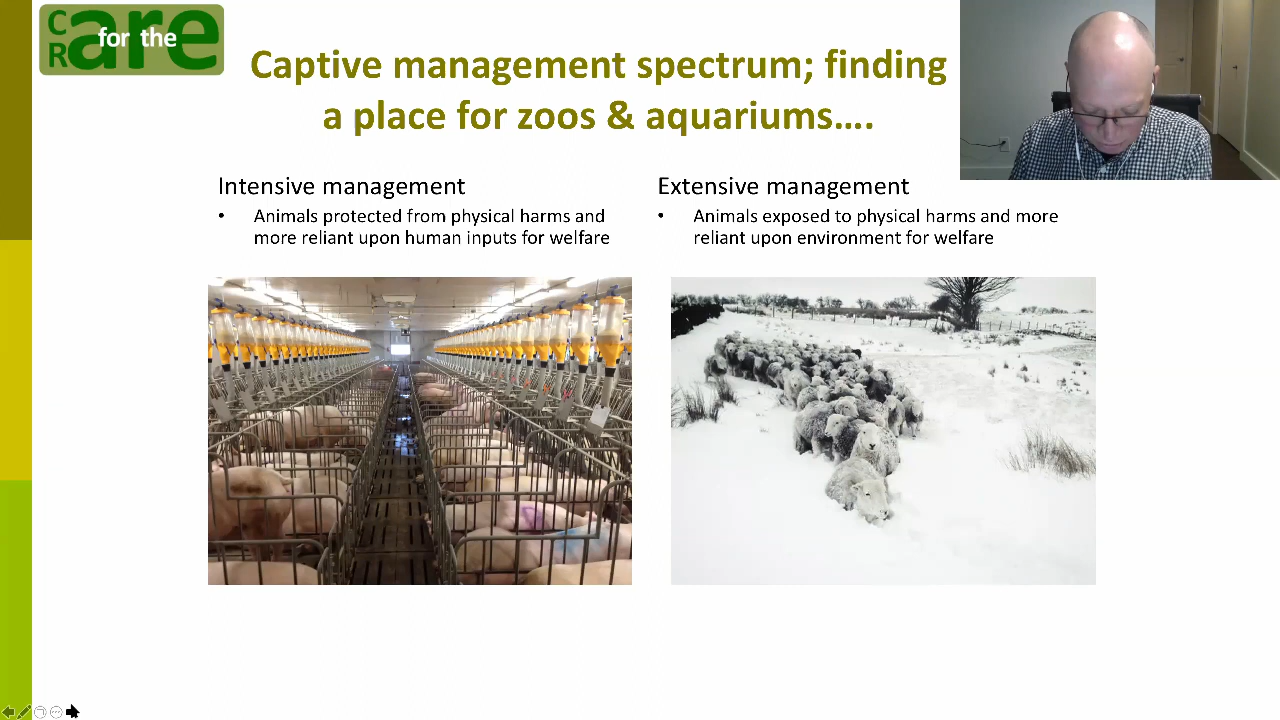 Care for the
R
Captive management spectrum; finding
a place for zoos & aquariums….
Intensive management
• Animals protected from physical harms and
more reliant upon human inputs for welfare
Extensive management
• Animals exposed to physical harms and more
reliant upon environment for welfare